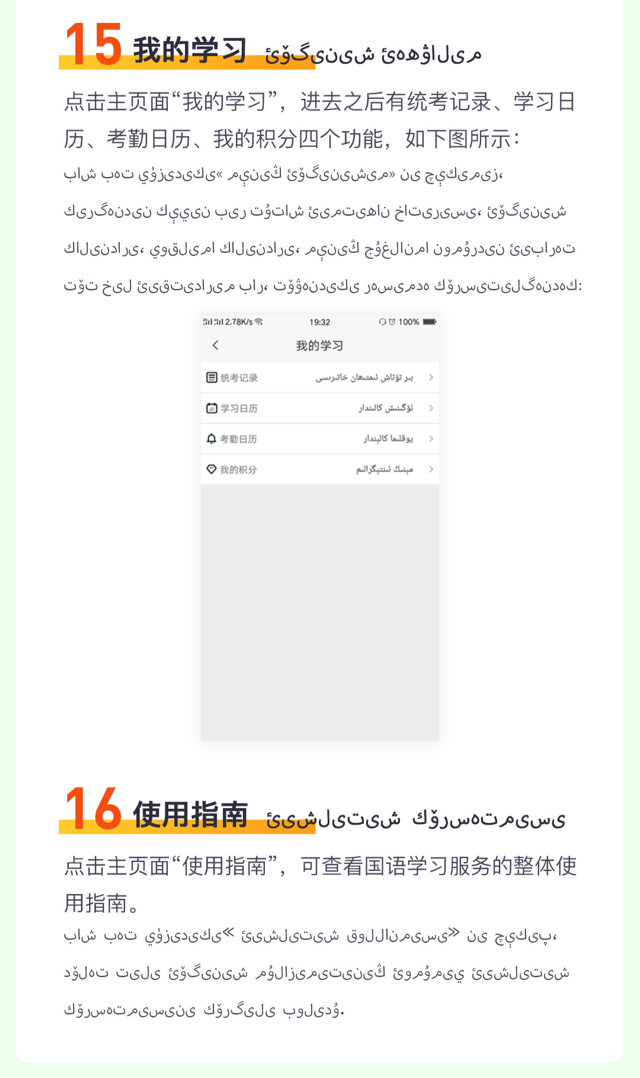 15 我的学习 ئۆگىنىش ئەھۋالىم
点击主页面“我的学习”，进去之后有统考记录、学习日
历、考勤日历、我的积分四个功能，如下图所示：
باش بەت يۈزىدىكى «مېنىڭ ئۆگىنىشىم» نى چېكىمىز،
كىرگەندىن كېيىن بىر تۇتاش ئىمتىھان خاتىرىسى، ئۆگىنىش
كالىندارى، يوقلىما كالىندارى، مېنىڭ جۇغلانما نومۇردىن ئىبارەت
تۆت خىل ئىقتىدارىم بار، تۆۋەندىكى رەسىمدە كۆرسىتىلگەندەك:
2.78K/s 19:32 100%
我的学习
统考记录 بىر تۇتاش ئىمتىھان خاتىرىسى
学习日历 ئۆگىنىش كالىندار
考勤日历 يوقلىما كالېندار
我的积分 مېنىڭ ئىنتېگرالىم
16 使用指南 ئىشلىتىش كۆرسەتمىسى
点击主页面“使用指南”，可查看国语学习服务的整体使
用指南。
باش بەت يۈزىدىكى «ئىشلىتىش قوللانمىسى» نى چېكىپ،
دۆلەت تىلى ئۆگىنىش مۇلازىمىتىنىڭ ئومۇمىي ئىشلىتىش
كۆرسەتمىسىنى كۆرگىلى بولىدۇ.